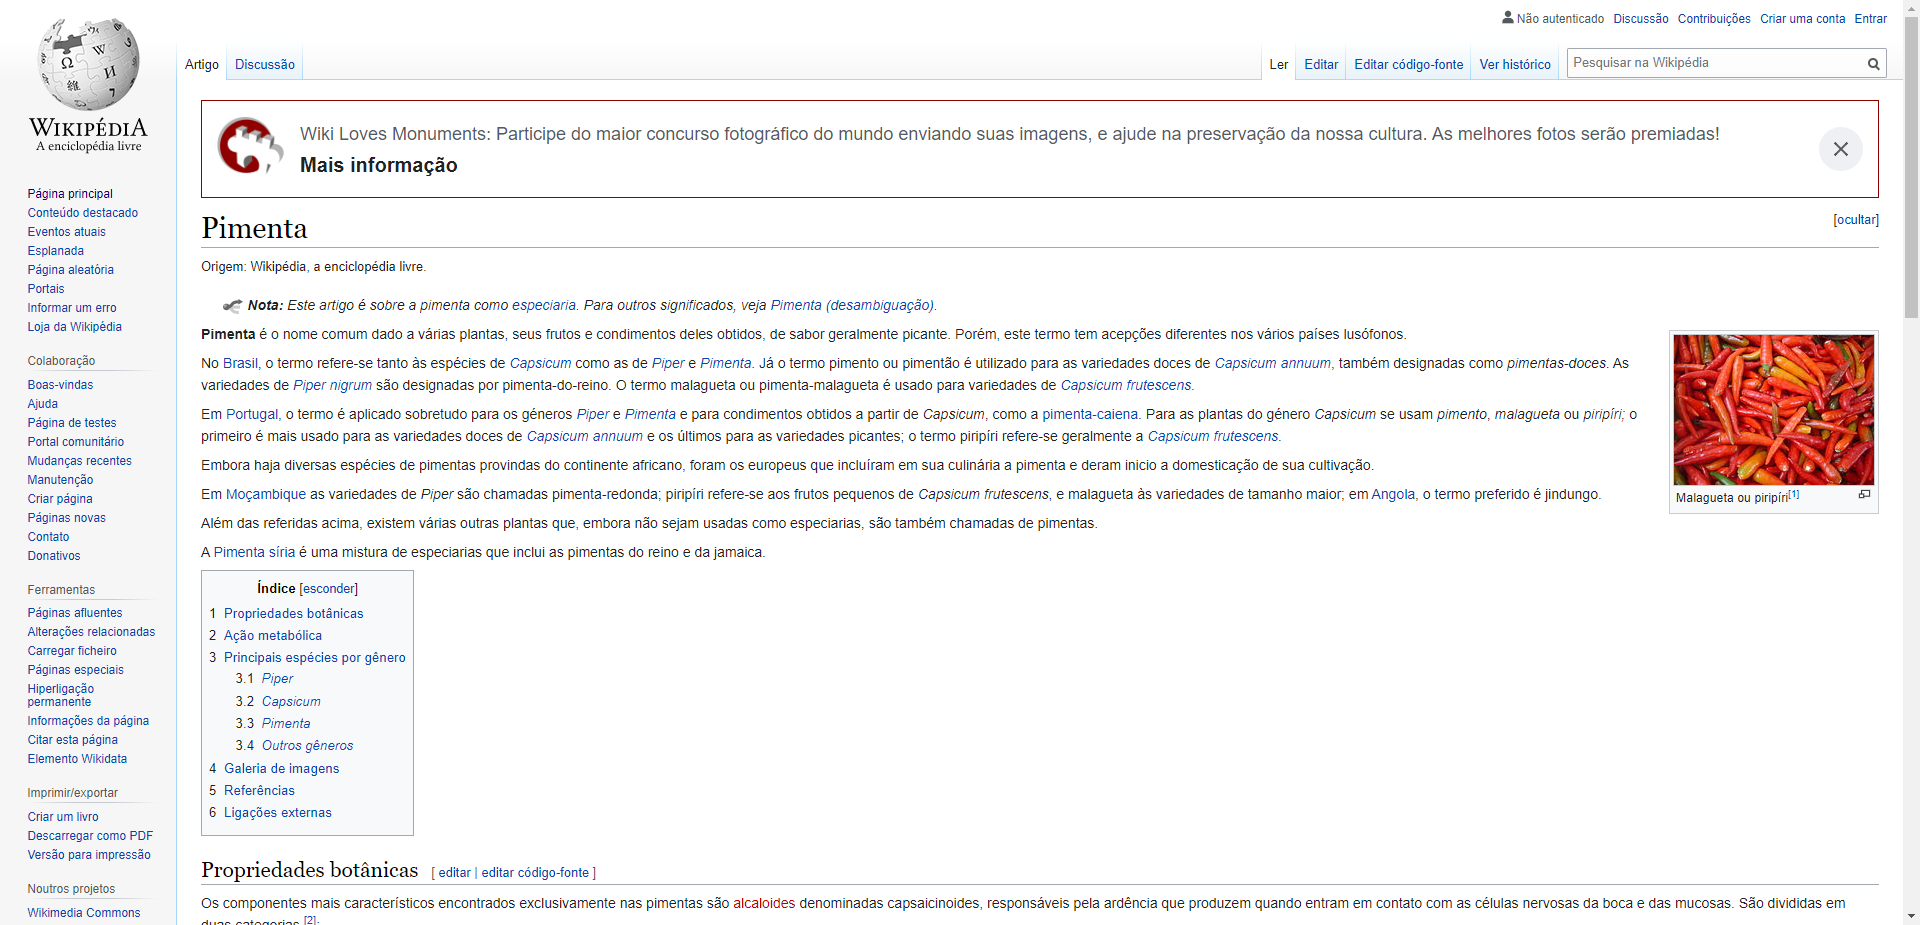 Não autenticado Discussão Contribuições Criar uma conta Entrar
Artigo Discussão Ler Editar Editar código-fonte Ver histórico Pesquisar na Wikipédia
WIKIPÉDIA
A enciclopédia livre
Página principal
Conteúdo destacado
Eventos atuais
Esplanada
Página aleatória
Portais
Informar um erro
Loja da Wikipédia
Colaboração
Boas-vindas
Ajuda
Página de testes
Portal comunitário
Mudanças recentes
Manutenção
Criar página
Páginas novas
Contato
Donativos
Ferramentas
Páginas afluentes
Alterações relacionadas
Carregar ficheiro
Páginas especiais
Hiperligação
permanente
Informações da página
Citar esta página
Elemento Wikidata
Imprimir/exportar
Criar um livro
Descarregar como PDF
Versão para impressão
Noutros projetos
Wikimedia Commons
Wiki Loves Monuments: Participe do maior concurso fotográfico do mundo enviando suas imagens, e ajude na preservação da nossa cultura. As melhores fotos serão premiadas!
Mais informação
[ocultar]
Pimenta
Origem: Wikipédia, a enciclopédia livre.
Nota: Este artigo é sobre a pimenta como especiaria. Para outros significados, veja Pimenta (desambiguação).
Pimenta é o nome comum dado a várias plantas, seus frutos e condimentos deles obtidos, de sabor geralmente picante. Porém, este termo tem acepções diferentes nos vários países lusófonos.
No Brasil, o termo refere-se tanto às espécies de Capsicum como as de Piper e Pimenta. Já o termo pimento ou pimentão é utilizado para as variedades doces de Capsicum annuum, também designadas como pimentas-doces. As
variedades de Piper nigrum são designadas por pimenta-do-reino. O termo malagueta ou pimenta-malagueta é usado para variedades de Capsicum frutescens.
Em Portugal, o termo é aplicado sobretudo para os géneros Piper e Pimenta e para condimentos obtidos a partir de Capsicum, como a pimenta-caiena. Para as plantas do género Capsicum se usam pimento, malagueta ou piripíri; o
primeiro é mais usado para as variedades doces de Capsicum annuum e os últimos para as variedades picantes; o termo piripíri refere-se geralmente a Capsicum frutescens.
Embora haja diversas espécies de pimentas provindas do continente africano, foram os europeus que incluíram em sua culinária a pimenta e deram inicio a domesticação de sua cultivação.
Em Moçambique as variedades de Piper são chamadas pimenta-redonda; piripíri refere-se aos frutos pequenos de Capsicum frutescens, e malagueta às variedades de tamanho maior; em Angola, o termo preferido é jindungo.
Além das referidas acima, existem várias outras plantas que, embora não sejam usadas como especiarias, são também chamadas de pimentas.
A Pimenta síria é uma mistura de especiarias que inclui as pimentas do reino e da jamaica.
Malagueta ou piripíri[1]
Índice [esconder]
1 Propriedades botânicas
2 Ação metabólica
3 Principais espécies por gênero
3.1 Piper
3.2 Capsicum
3.3 Pimenta
3.4 Outros gêneros
4 Galeria de imagens
5 Referências
6 Ligações externas
Propriedades botânicas [ editar | editar código-fonte ]
Os componentes mais característicos encontrados exclusivamente nas pimentas são alcaloides denominadas capsaicinoides, responsáveis pela ardência que produzem quando entram em contato com as células nervosas da boca e das mucosas. São divididas em
duas categorias [2]: